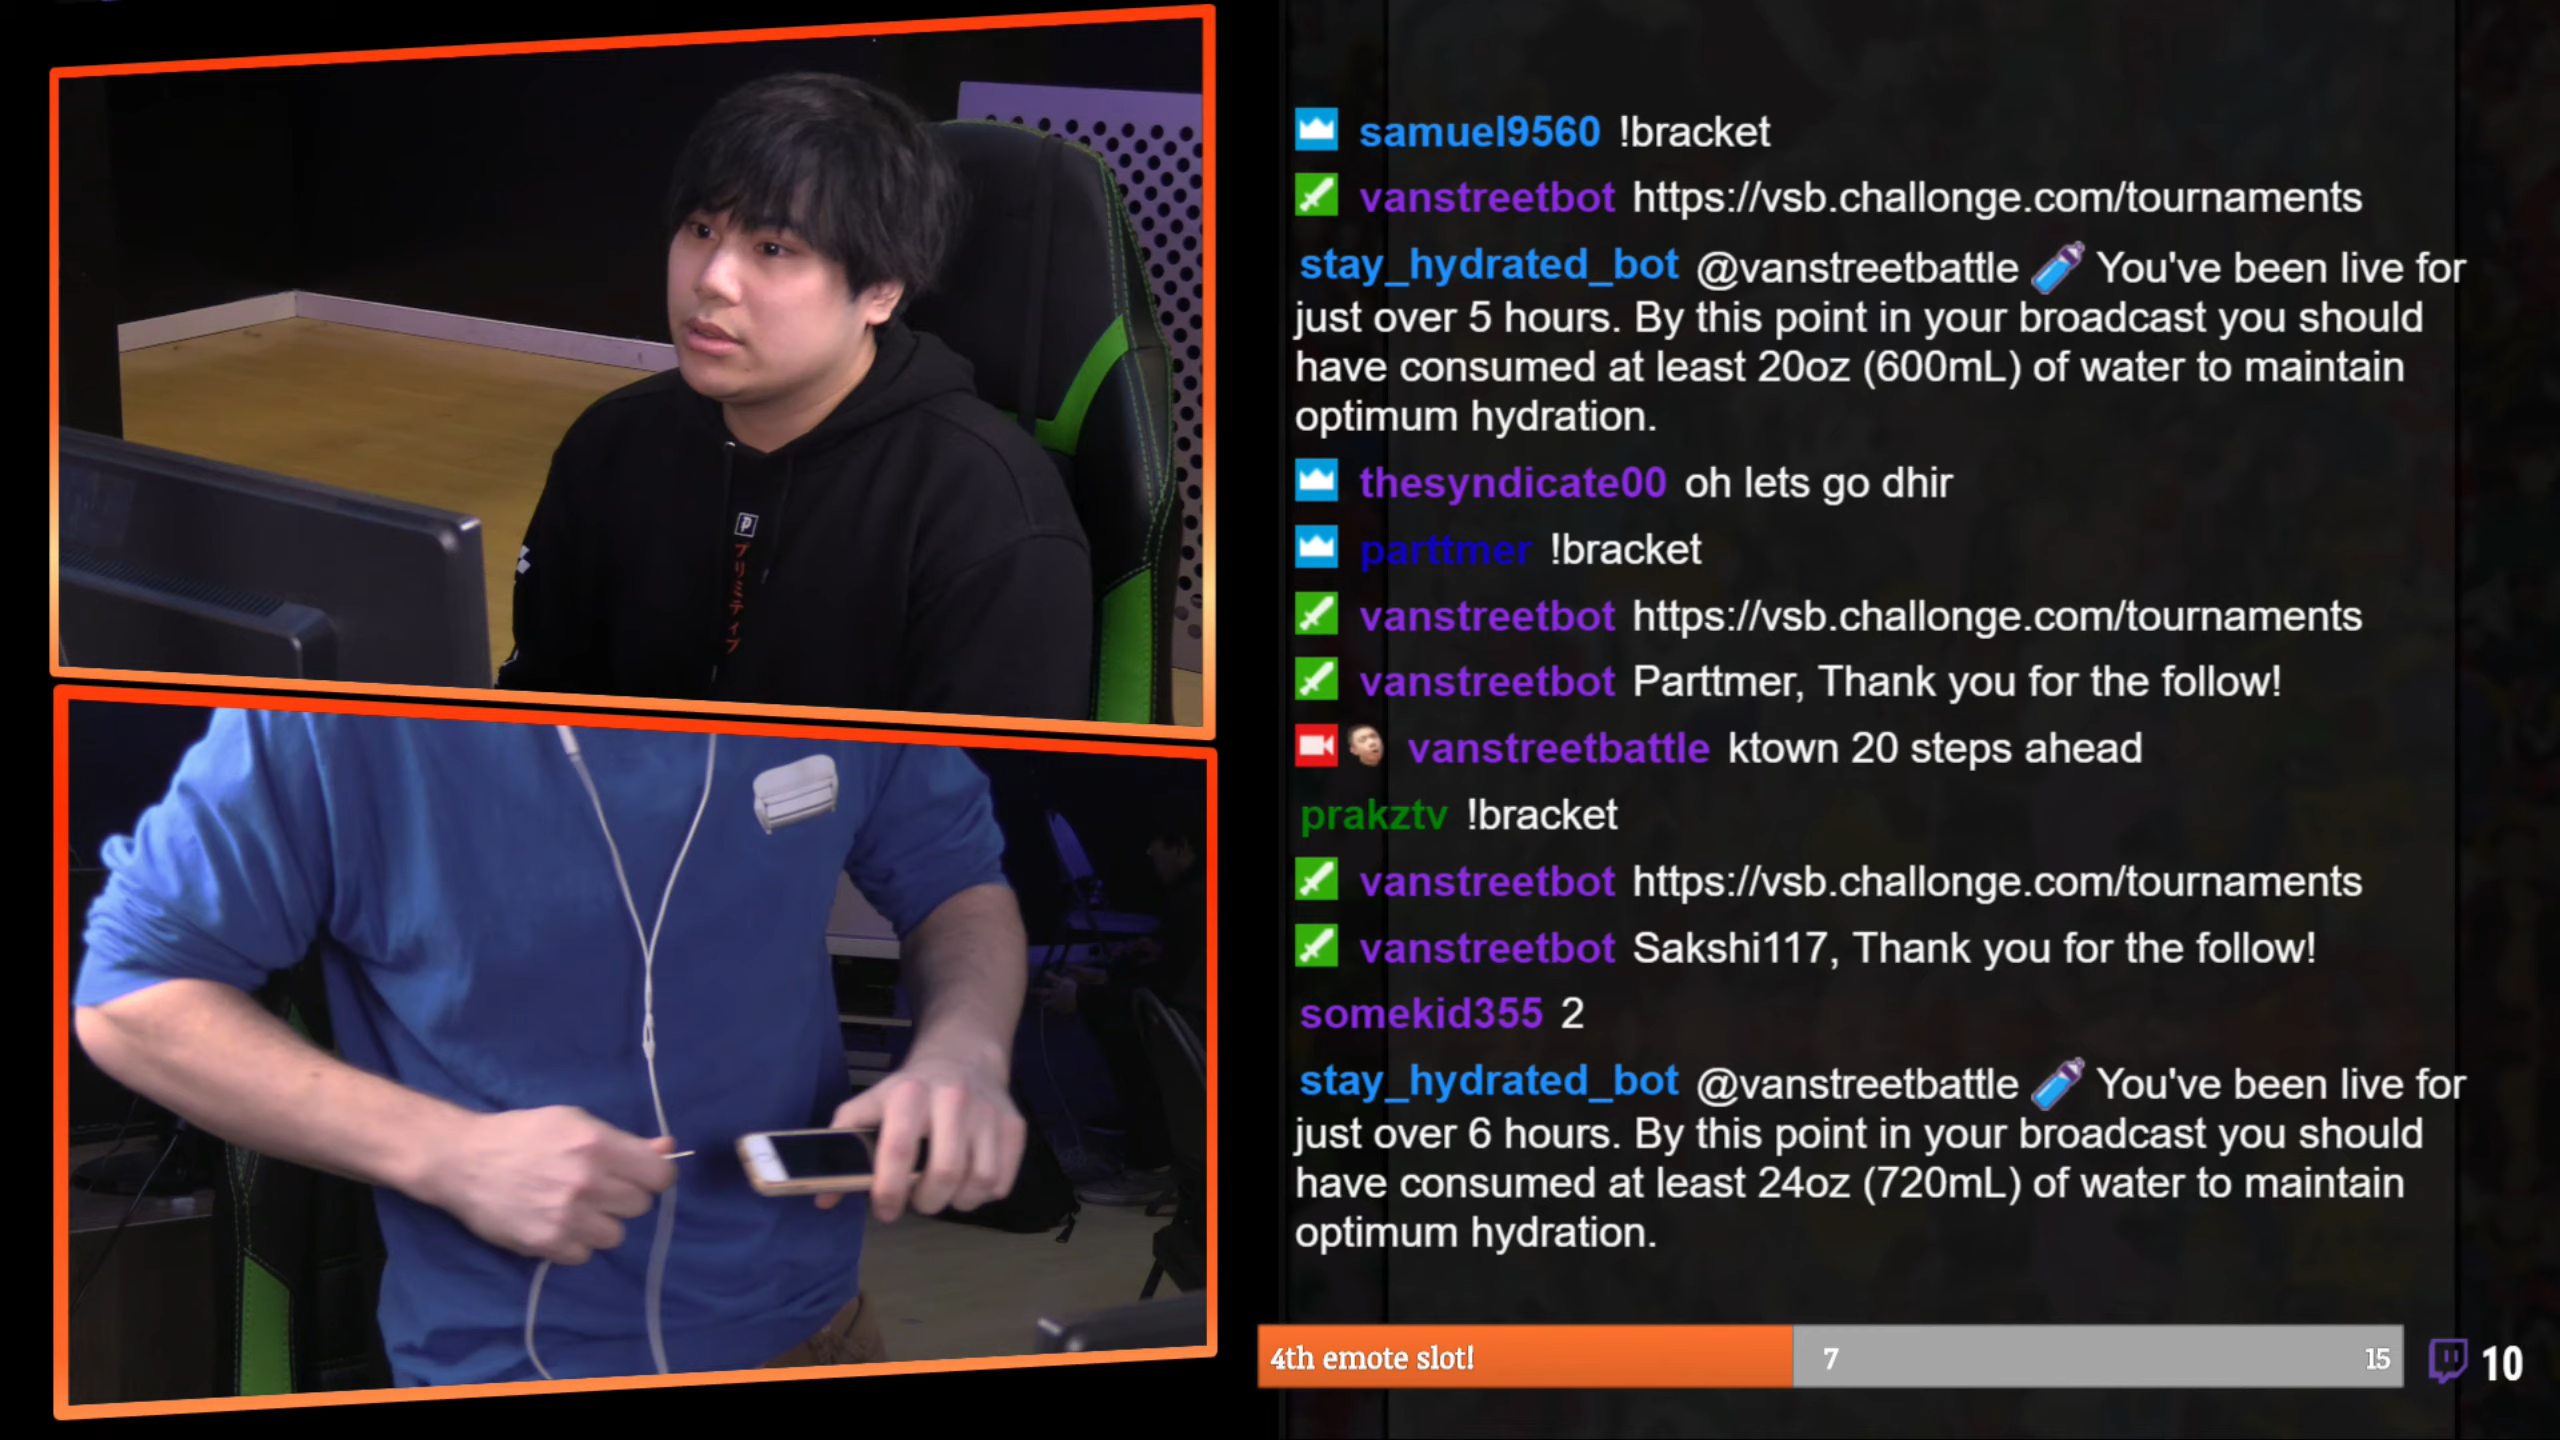 samuel9560 !bracket
vanstreetbot https://vsb.challonge.com/tournaments
stay_hydrated_bot @vanstreetbattle You've been live for
just over 5 hours. By this point in your broadcast you should
have consumed at least 20oz (600mL) of water to maintain
optimum hydration.
thesyndicate00 oh lets go dhir
parttmer !bracket
vanstreetbot https://vsb.challonge.com/tournaments
vanstreetbot Parttmer, Thank you for the follow!
vanstreetbattle ktown 20 steps ahead
prakztv !bracket
vanstreetbot https://vsb.challonge.com/tournaments
vanstreetbot Sakshi117, Thank you for the follow!
somekid355 2
stay_hydrated_bot @vanstreetbattle You've been live for
just over 6 hours. By this point in your broadcast you should
have consumed at least 24oz (720mL) of water to maintain
optimum hydration.
4th emote slot! 7 15 10
P
プリミティブ